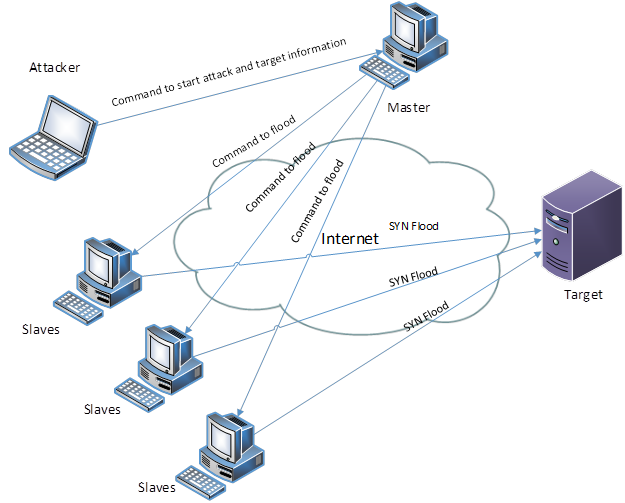 Attacker
Command to start attack and target information
Master
Command to flood
Command to flood
Command to flood
Internet
SYN Flood
SYN Flood
SYN Flood
Target
Slaves
Slaves
Slaves